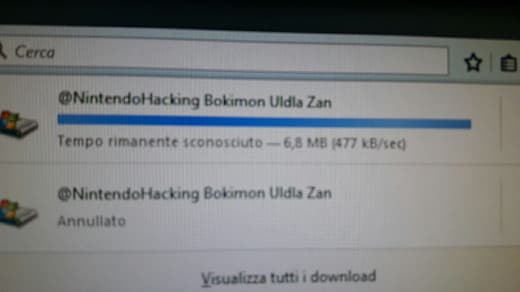 Cerca
@NintendoHacking Bokimon Uldla Zan
Tempo rimanente sconosciuto — 6,8 MB (477 kB/sec)
@NintendoHacking Bokimon Uldla Zan
Annullato
Visualizza tutti i download